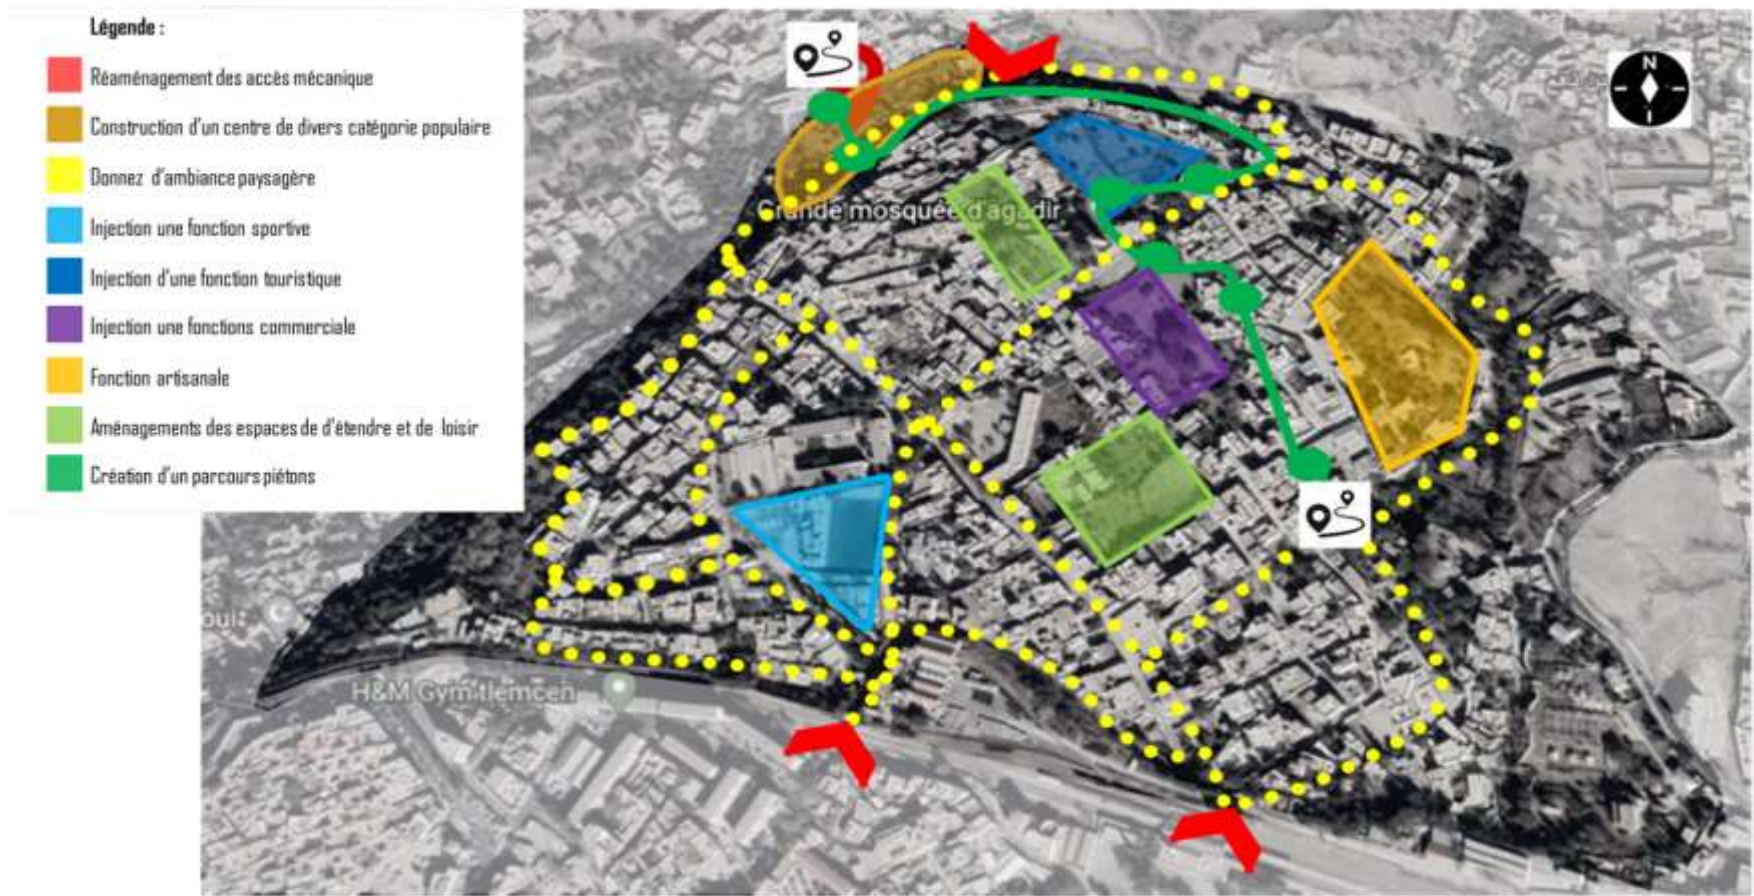 Légende :
Réaménagement des accès mécanique
Construction d'un centre de divers catégorie populaire
Donnez d'ambiance paysagère
Injection une fonction sportive
Injection d'une fonction touristique
Injection une fonctions commerciale
Fonction artisanale
Aménagements des espaces de d'étendre et de loisir
Création d'un parcours piétons
N
Grande mosquée d'agadir
H&M Gym tlemcen